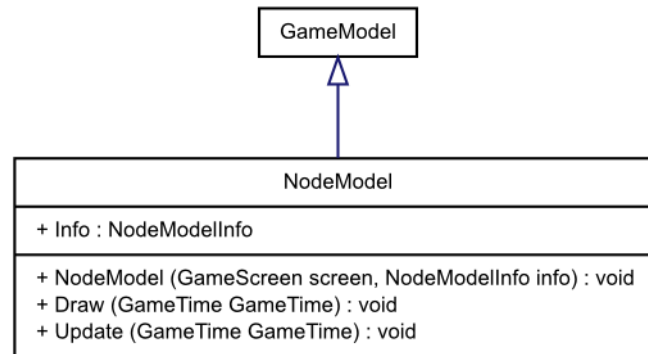 GameModel
NodeModel
+ Info : NodeModelInfo
+ NodeModel (GameScreen screen, NodeModelInfo info) : void
+ Draw (GameTime GameTime) : void
+ Update (GameTime GameTime) : void